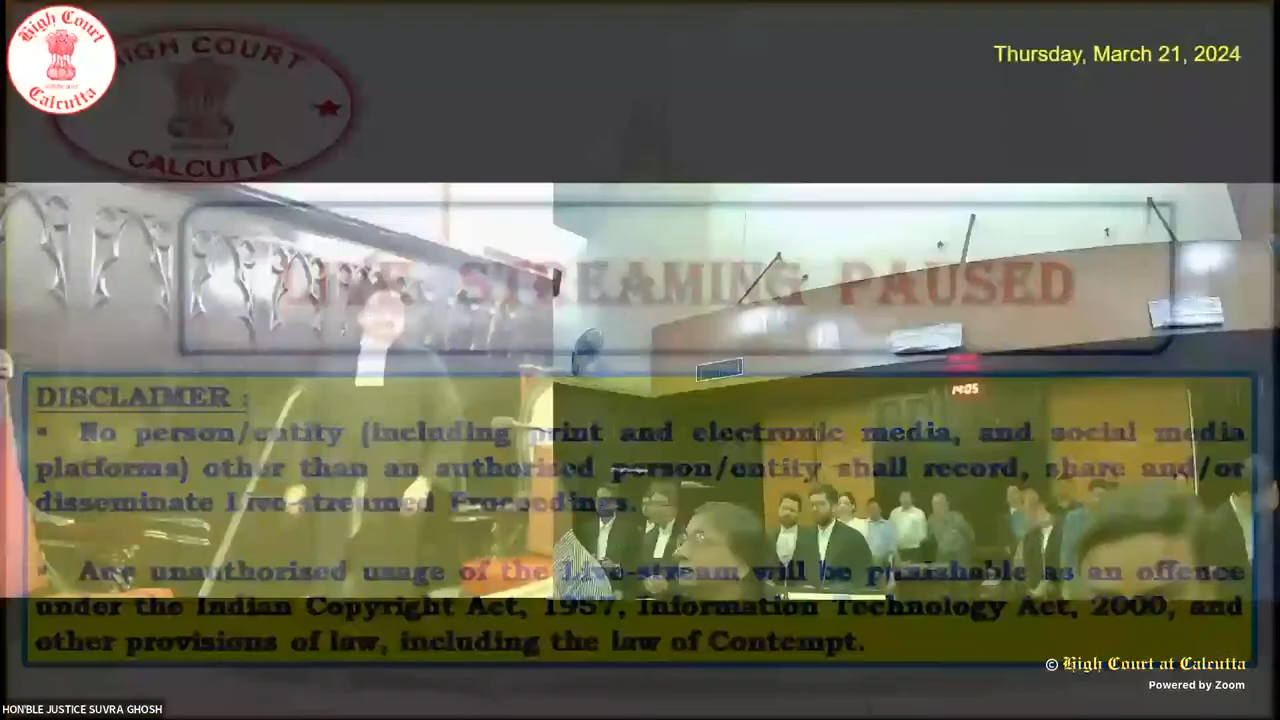 High Court
Calcutta
HIGH COURT
CALCUTTA
Thursday, March 21, 2024
LIVE STREAMING PAUSED
14:05
DISCLAIMER :
▪ No person/entity (including print and electronic media, and social media
platforms) other than an authorised person/entity shall record, share and/or
disseminate Live-streamed Proceedings.
▪ Any unauthorised usage of the Live-stream will be punishable as an offence
under the Indian Copyright Act, 1957, Information Technology Act, 2000, and
other provisions of law, including the law of Contempt.
© High Court at Calcutta
Powered by Zoom
HON'BLE JUSTICE SUVRA GHOSH